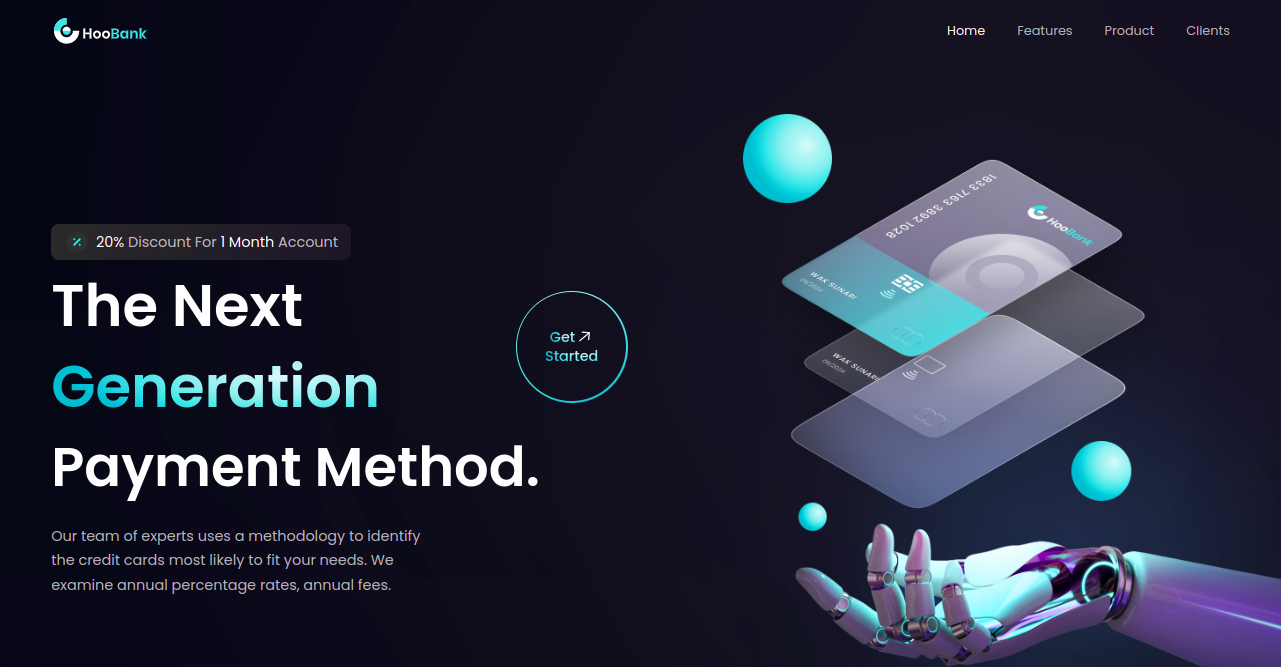 HooBank
Home Features Product Clients
20% Discount For 1 Month Account
The Next
Generation
Payment Method.
Get
Started
Our team of experts uses a methodology to identify
the credit cards most likely to fit your needs. We
examine annual percentage rates, annual fees.
1833 7163 3892 1028
HooBank
WAK SUNARI
09/2024
WAK SUNARI
09/2024